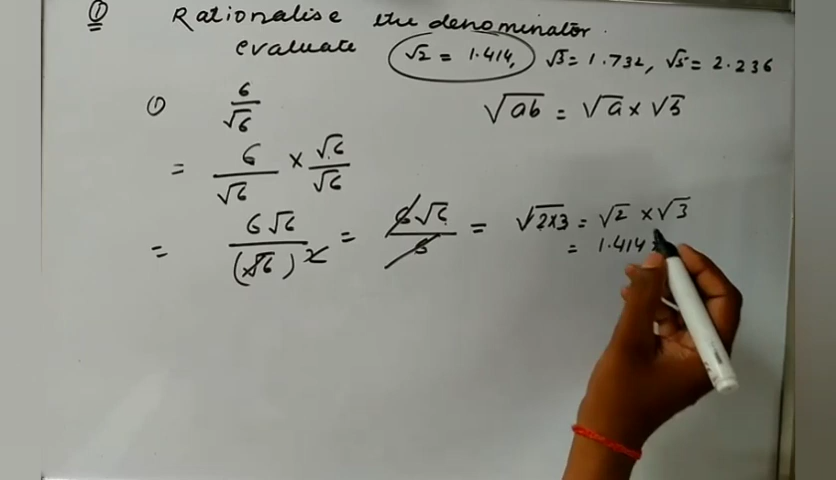 ① Rationalise the denominator.
evaluate √2 = 1.414, √3 = 1.732, √5 = 2.236
① 6/√6
√ab = √a × √b
= 6/√6 × √6/√6
= 6√6/(√6)² = 6√6/6 = √2×3 = √2 × √3
= 1.414 ×